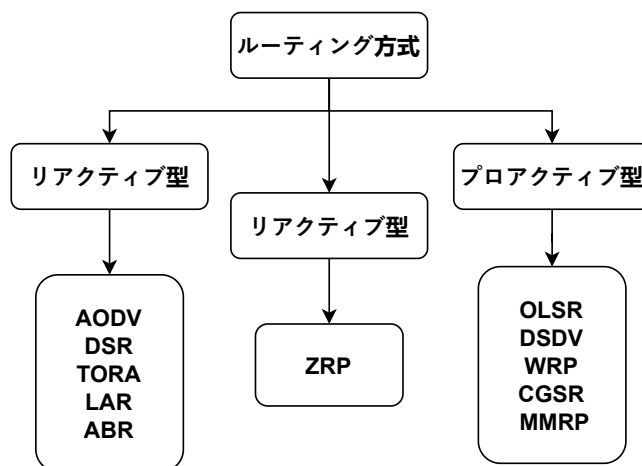 ルーティング方式
リアクティブ型
リアクティブ型
プロアクティブ型
AODV
DSR
TORA
LAR
ABR
ZRP
OLSR
DSDV
WRP
CGSR
MMRP